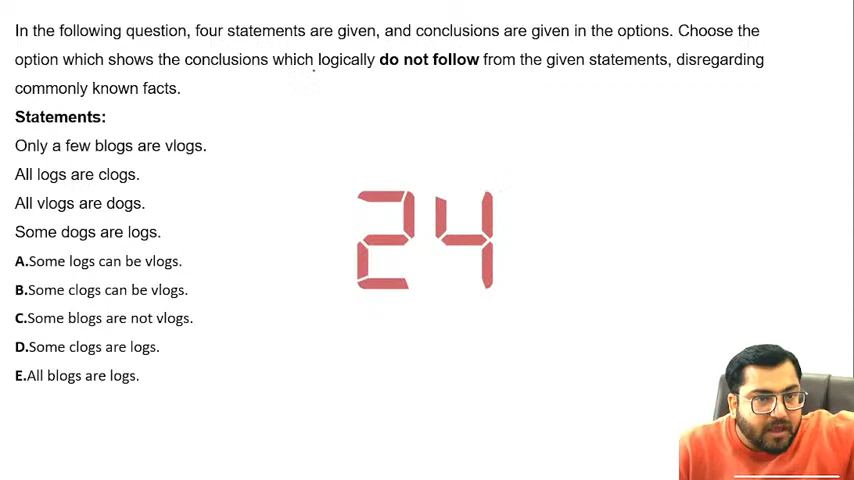 In the following question, four statements are given, and conclusions are given in the options. Choose the
option which shows the conclusions which logically do not follow from the given statements, disregarding
commonly known facts.
Statements:
Only a few blogs are vlogs.
All logs are clogs.
All vlogs are dogs.
24
Some dogs are logs.
A.Some logs can be vlogs.
B.Some clogs can be vlogs.
C.Some blogs are not vlogs.
D.Some clogs are logs.
E.All blogs are logs.